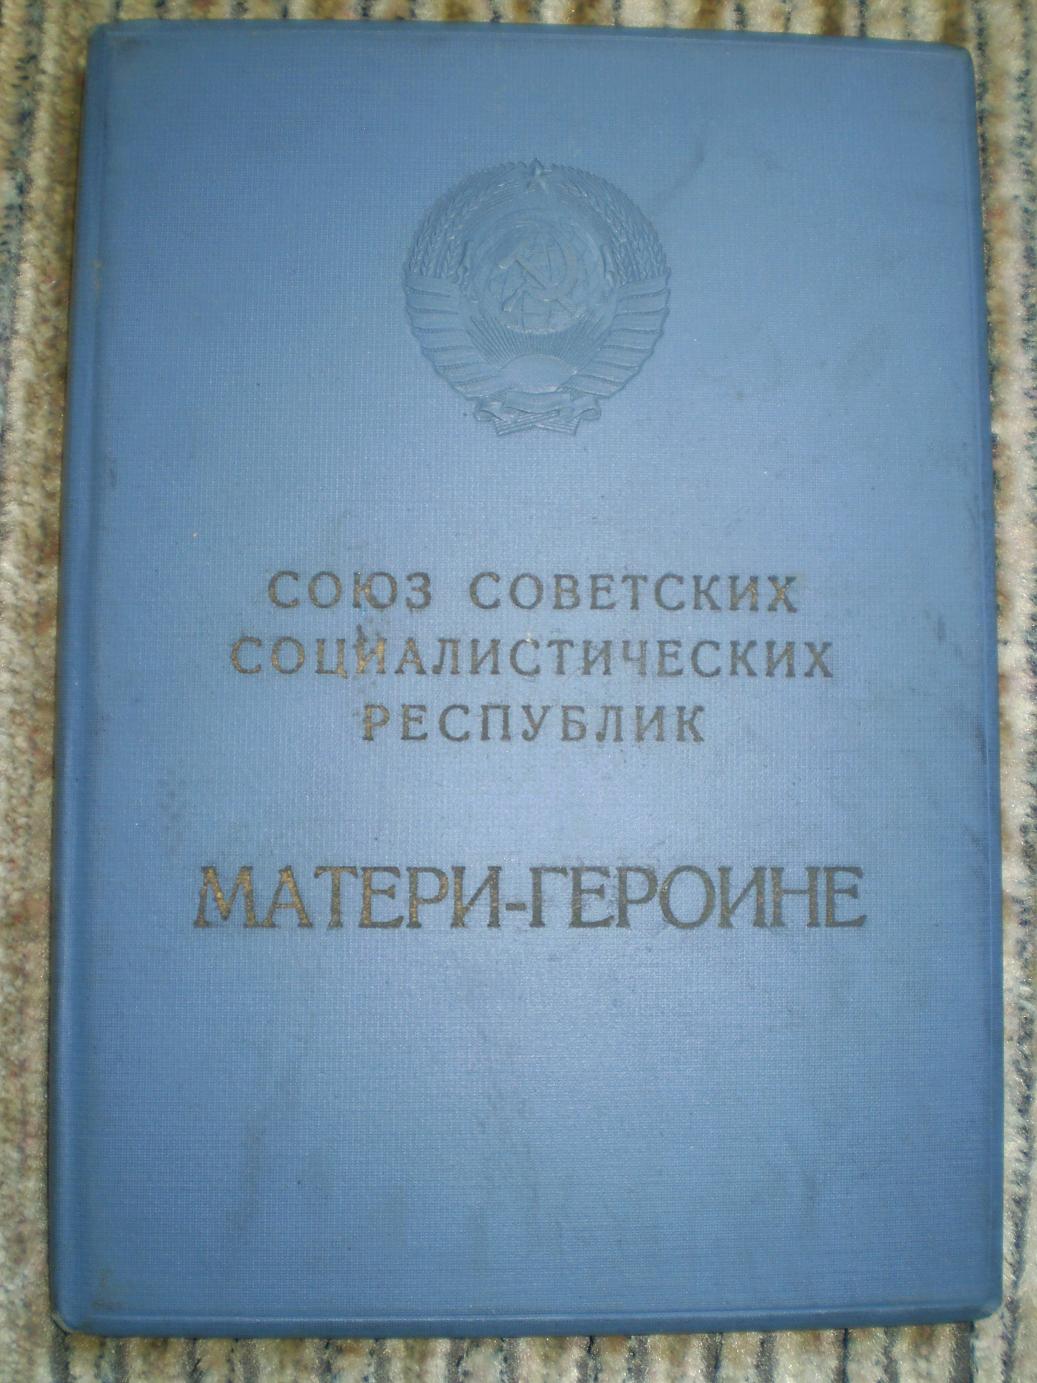 СОЮЗ СОВЕТСКИХ
СОЦИАЛИСТИЧЕСКИХ
РЕСПУБЛИК
МАТЕРИ-ГЕРОИНЕ